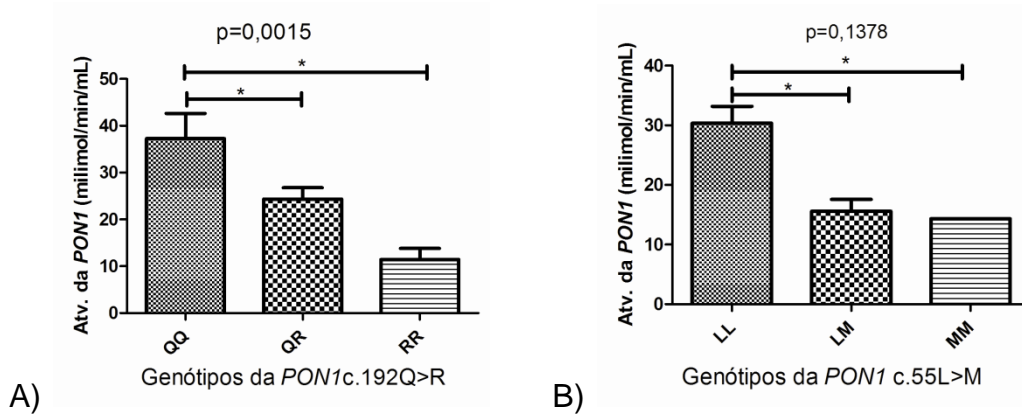 p=0,0015
*
*
Atv. da PON1 (milimol/min/mL)
50
40
30
20
10
0
QQ
QR
RR
Genótipos da PON1c.192Q>R
A)
p=0,1378
*
*
Atv. da PON1 (milimol/min/mL)
40
30
20
10
0
LL
LM
MM
Genótipos da PON1 c.55L>M
B)